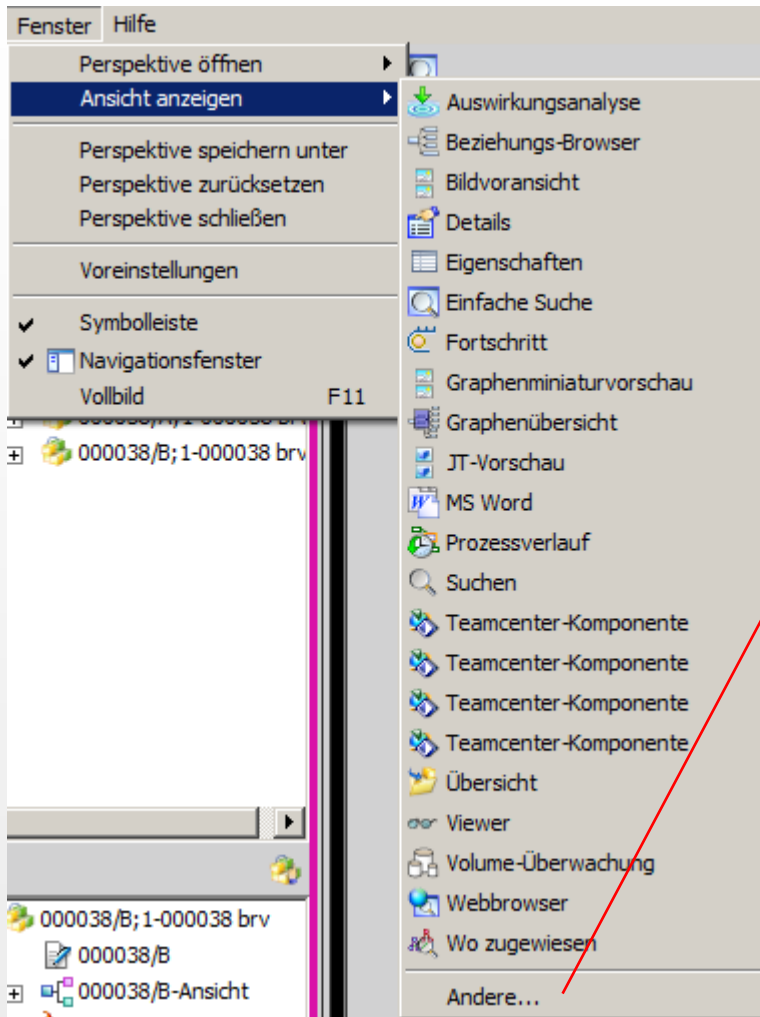 Fenster Hilfe
Perspektive öffnen
Ansicht anzeigen
Perspektive speichern unter
Perspektive zurücksetzen
Perspektive schließen
Voreinstellungen
Symbolleiste
Navigationsfenster
Vollbild F11
000038/B;1-000038 brv
000038/B;1-000038 brv
000038/B
000038/B-Ansicht
Auswirkungsanalyse
Beziehungs-Browser
Bildvoransicht
Details
Eigenschaften
Einfache Suche
Fortschritt
Graphenminiaturvorschau
Graphenübersicht
JT-Vorschau
MS Word
Prozessverlauf
Suchen
Teamcenter-Komponente
Teamcenter-Komponente
Teamcenter-Komponente
Teamcenter-Komponente
Übersicht
Viewer
Volume-Überwachung
Webbrowser
Wo zugewiesen
Andere...